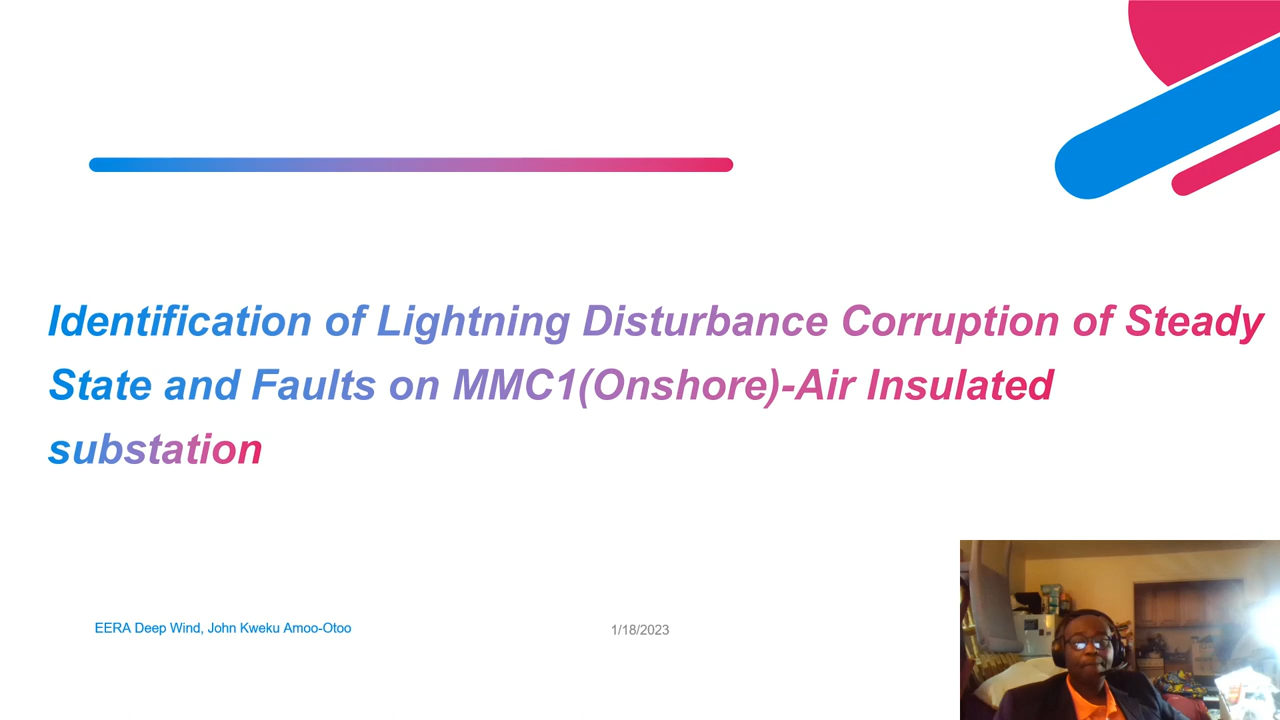 Identification of Lightning Disturbance Corruption of Steady
State and Faults on MMC1(Onshore)-Air Insulated
substation
EERA Deep Wind, John Kweku Amoo-Otoo
1/18/2023